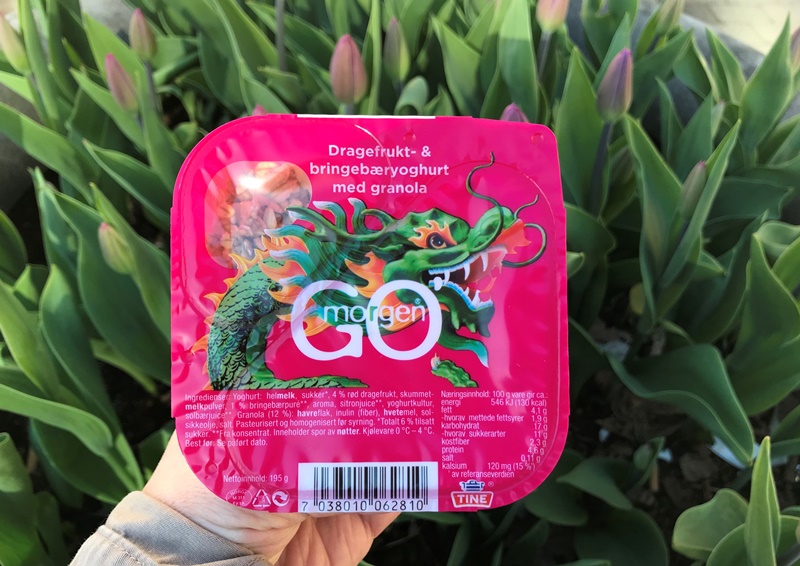 Dragefrukt- &
bringebæryoghurt
med granola
GO morgen
Ingredienser: Yoghurt: helmelk, sukker*, 4 % rød dragefrukt, skummet-
melkpulver, 1 % bringebærpuré**, aroma, sitronjuice**, yoghurtkultur,
solbærjuice**. Granola (12 %): havreflak, inulin (fiber), hvetemel, sol-
sikkeolje, salt. Pasteurisert og homogenisert før syrning. *Totalt 6 % tilsatt
sukker. **Fra konsentrat. Inneholder spor av nøtter. Kjølevare 0 °C – 4 °C.
Best før: Se påført dato.
Næringsinnhold: 100 g vare gir ca.
energi 546 kJ (130 kcal)
fett 4,1 g
-hvorav mettede fettsyrer 1,9 g
karbohydrat 17 g
-hvorav sukkerarter 11 g
kostfiber 2,3 g
protein 4,6 g
salt 0,11 g
kalsium 120 mg (15 %)*
*av referanseverdien
Nettoinnhold: 195 g
7 038010 062810
TINE®